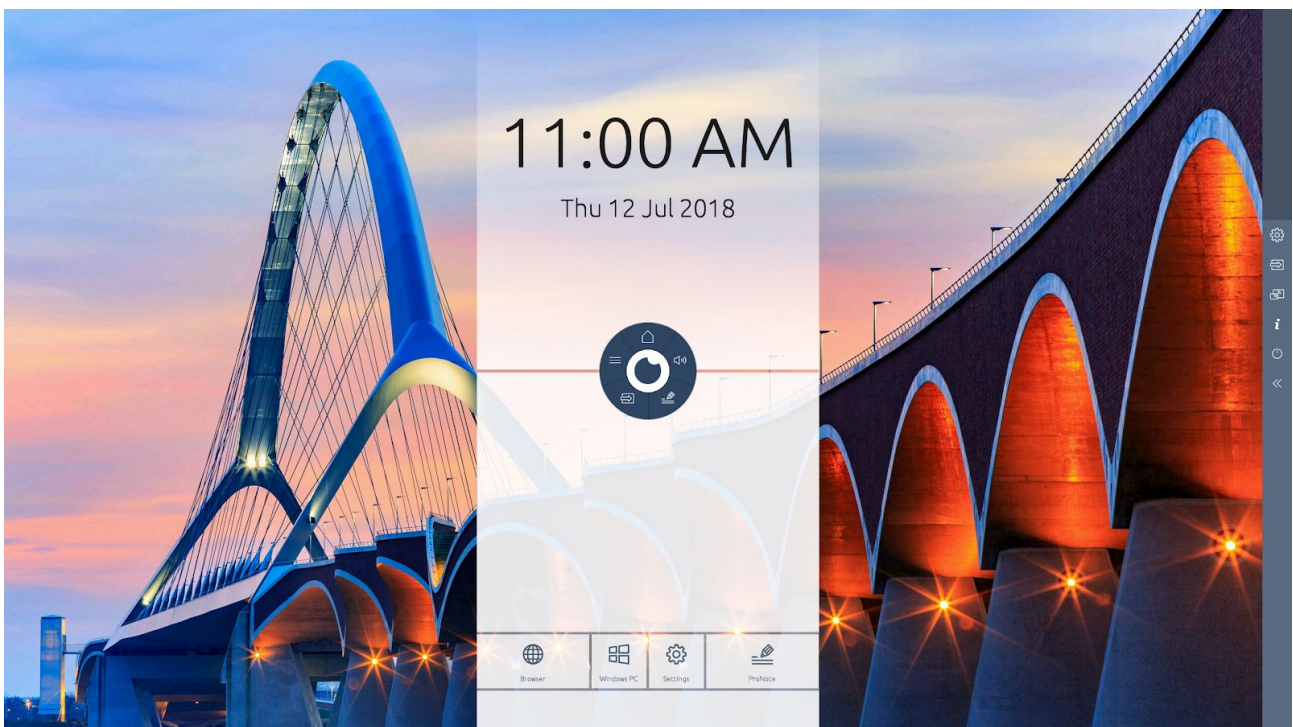 11:00 AM
Thu 12 Jul 2018
Browser
Windows PC
Settings
ProNote